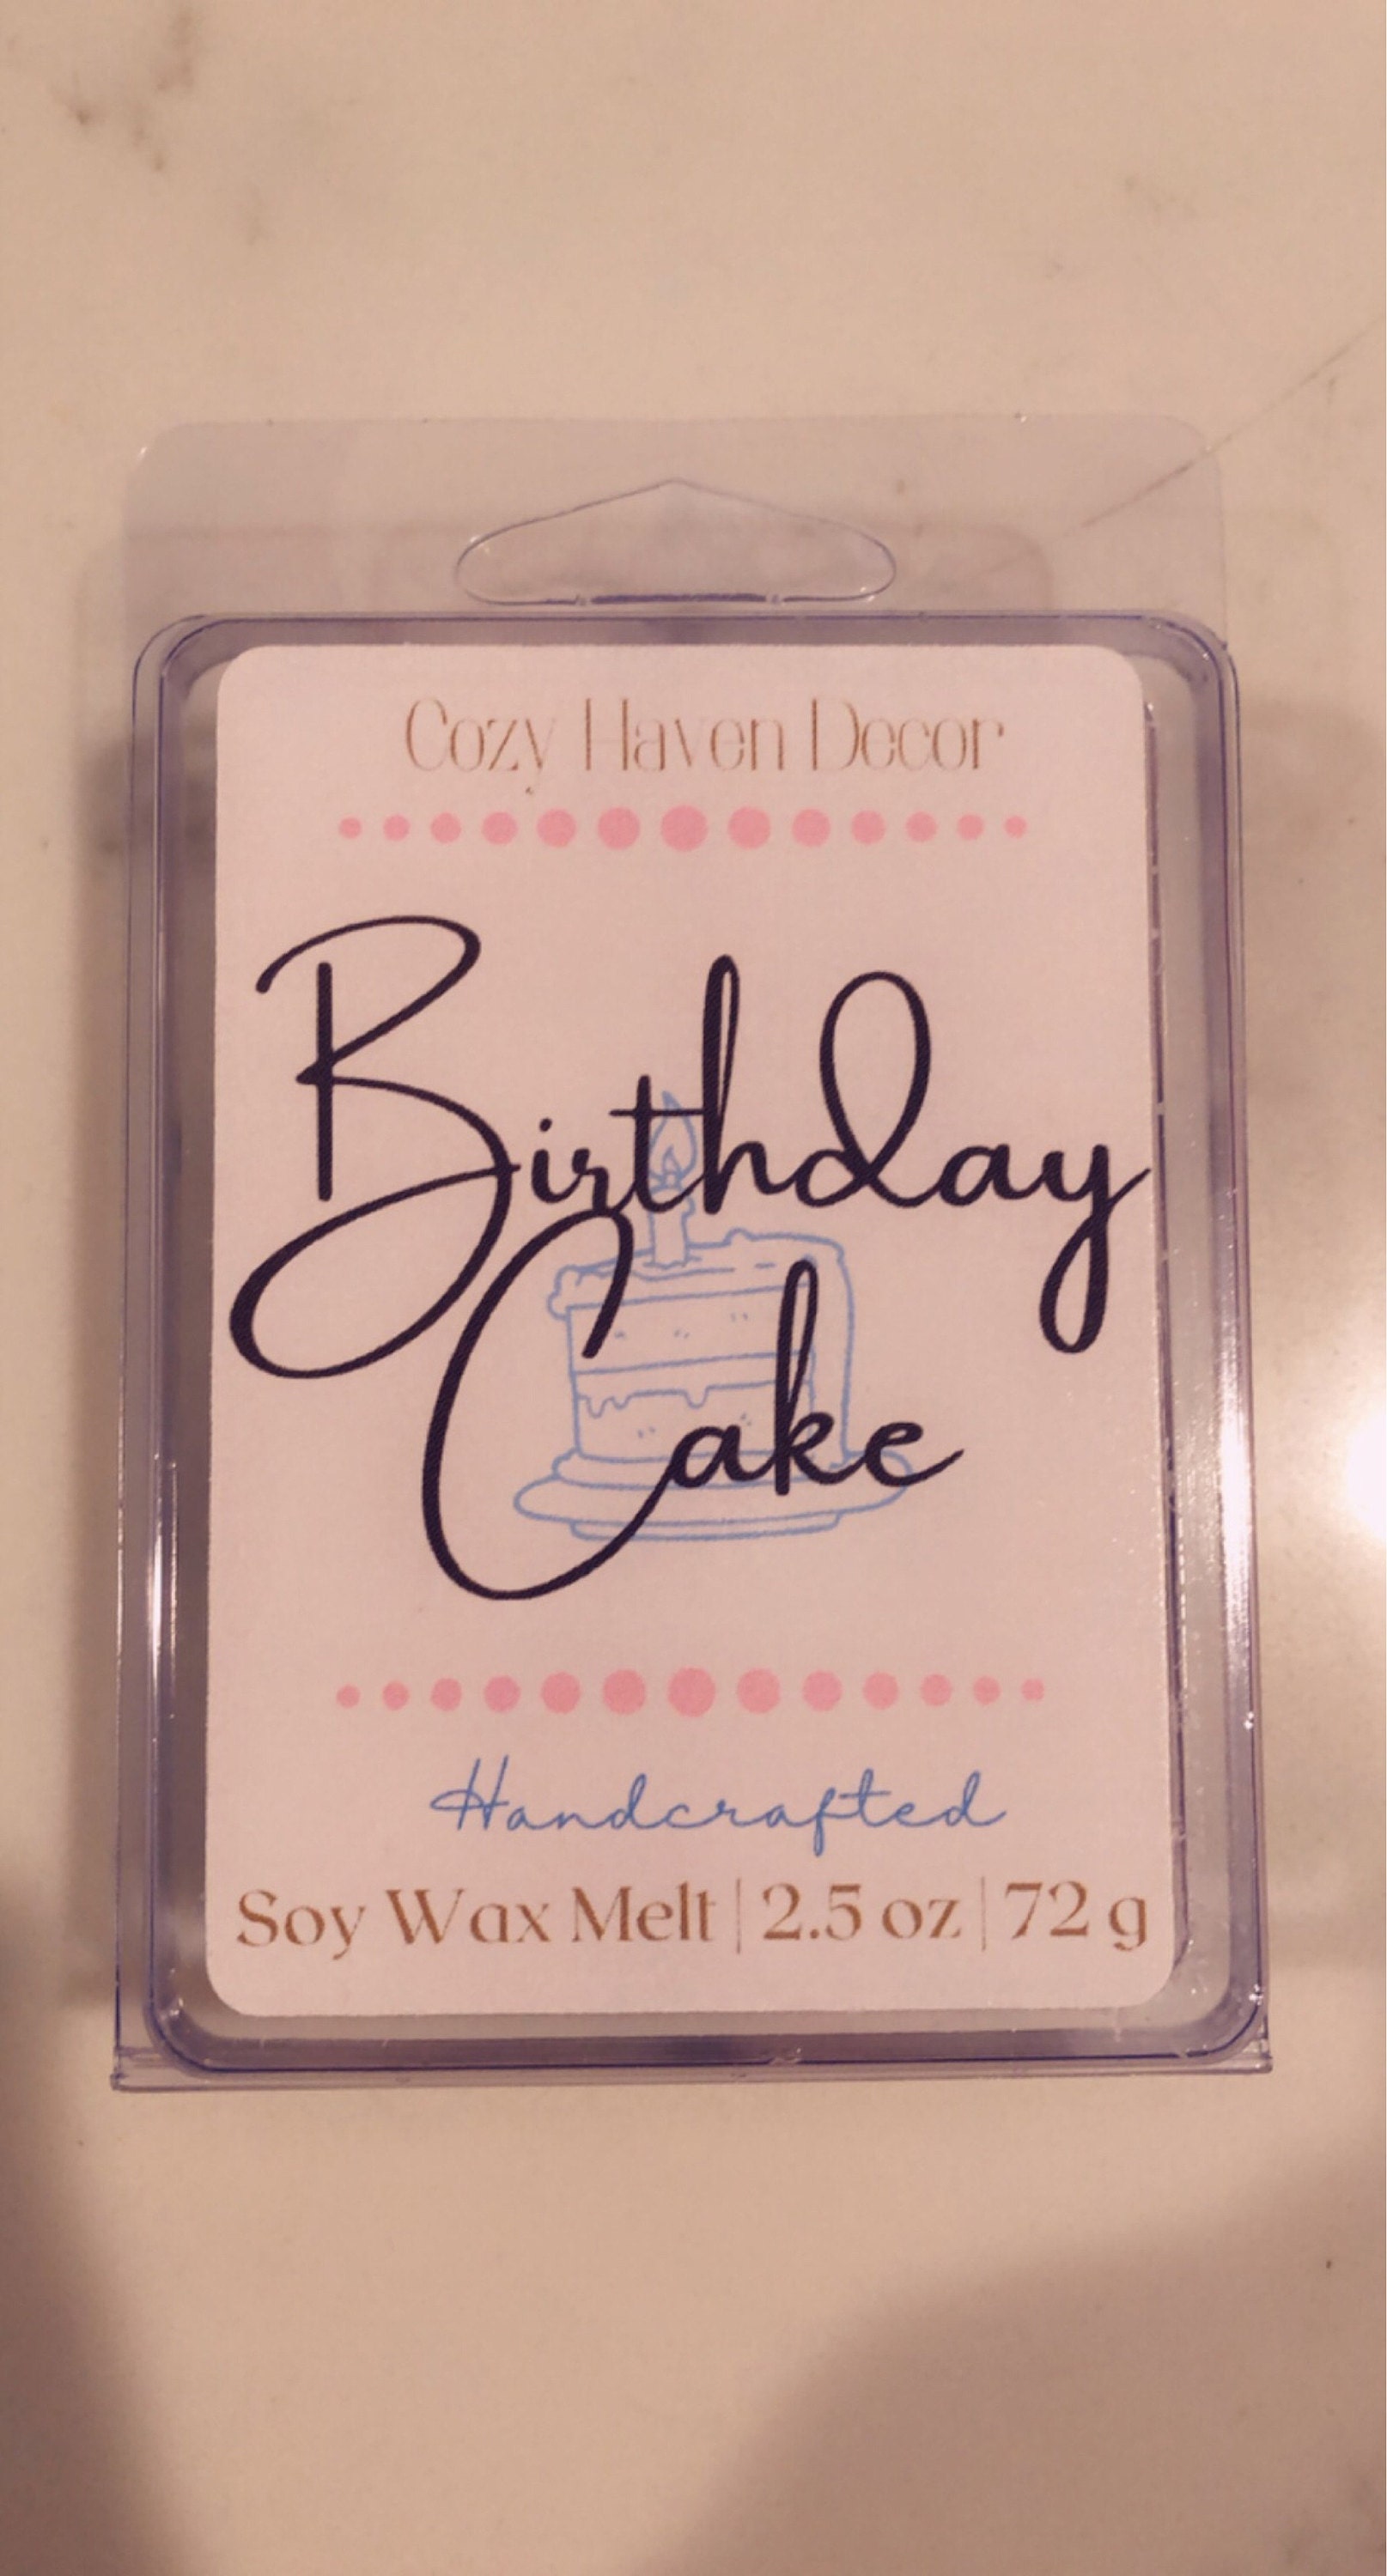 Cozy Haven Decor
Birthday
Cake
Handcrafted
Soy Wax Melt | 2.5 oz | 72 g